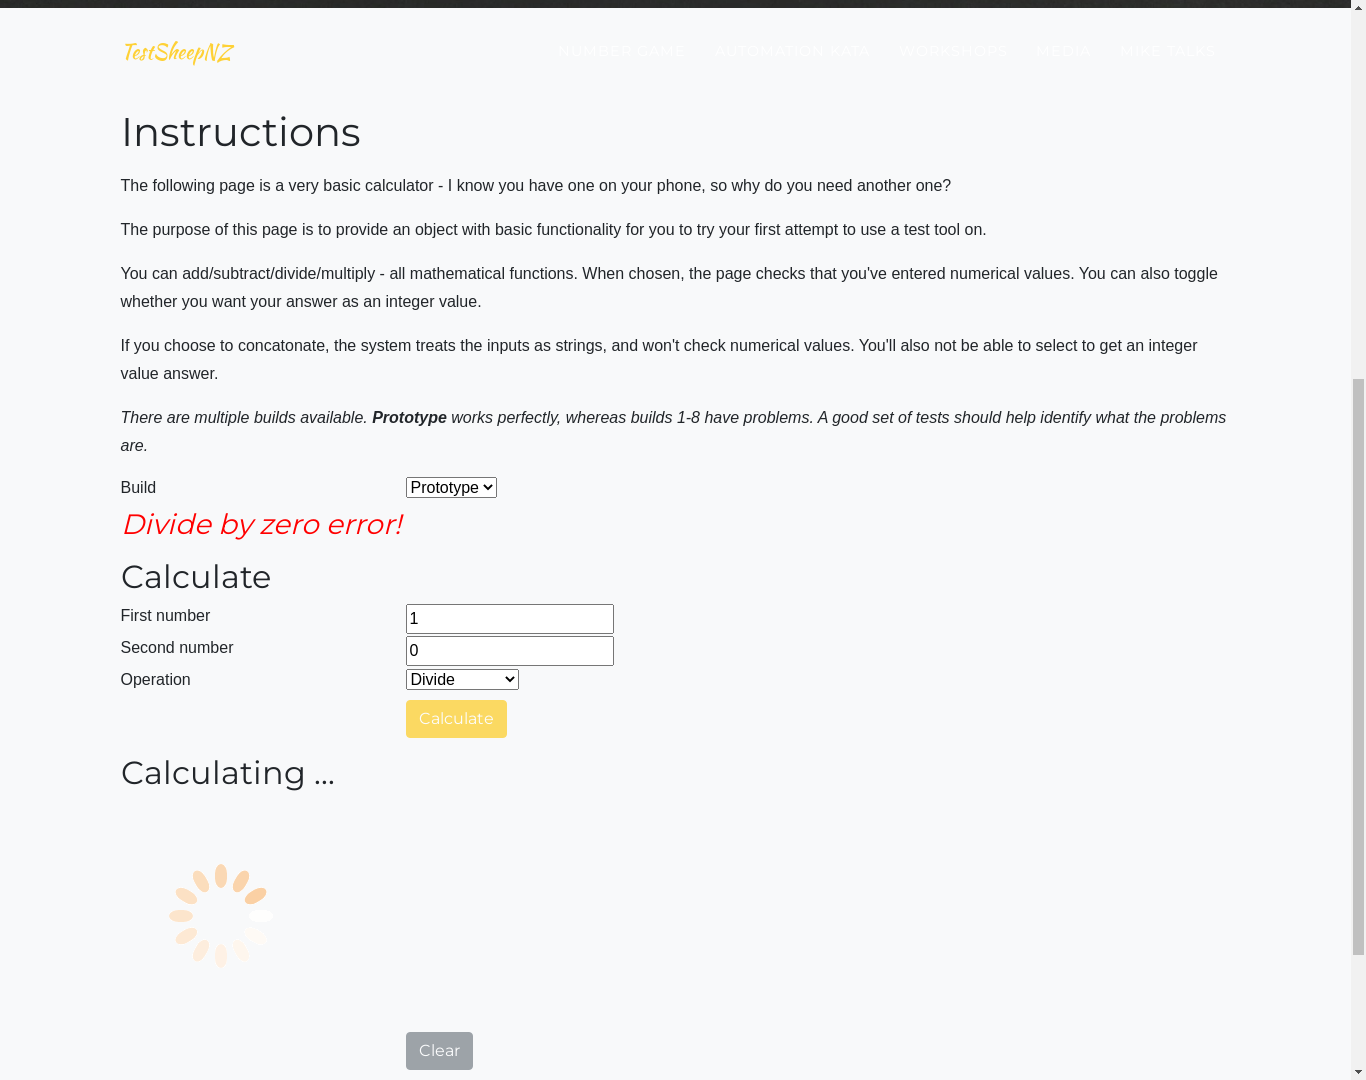 TestSheepNZ
NUMBER GAME AUTOMATION KATA WORKSHOPS MEDIA MIKE TALKS
Instructions
The following page is a very basic calculator - I know you have one on your phone, so why do you need another one?
The purpose of this page is to provide an object with basic functionality for you to try your first attempt to use a test tool on.
You can add/subtract/divide/multiply - all mathematical functions. When chosen, the page checks that you've entered numerical values. You can also toggle
whether you want your answer as an integer value.
If you choose to concatonate, the system treats the inputs as strings, and won't check numerical values. You'll also not be able to select to get an integer
value answer.
There are multiple builds available. Prototype works perfectly, whereas builds 1-8 have problems. A good set of tests should help identify what the problems
are.
Build Prototype
Divide by zero error!
Calculate
First number 1
Second number 0
Operation Divide
Calculate
Calculating ...
Clear